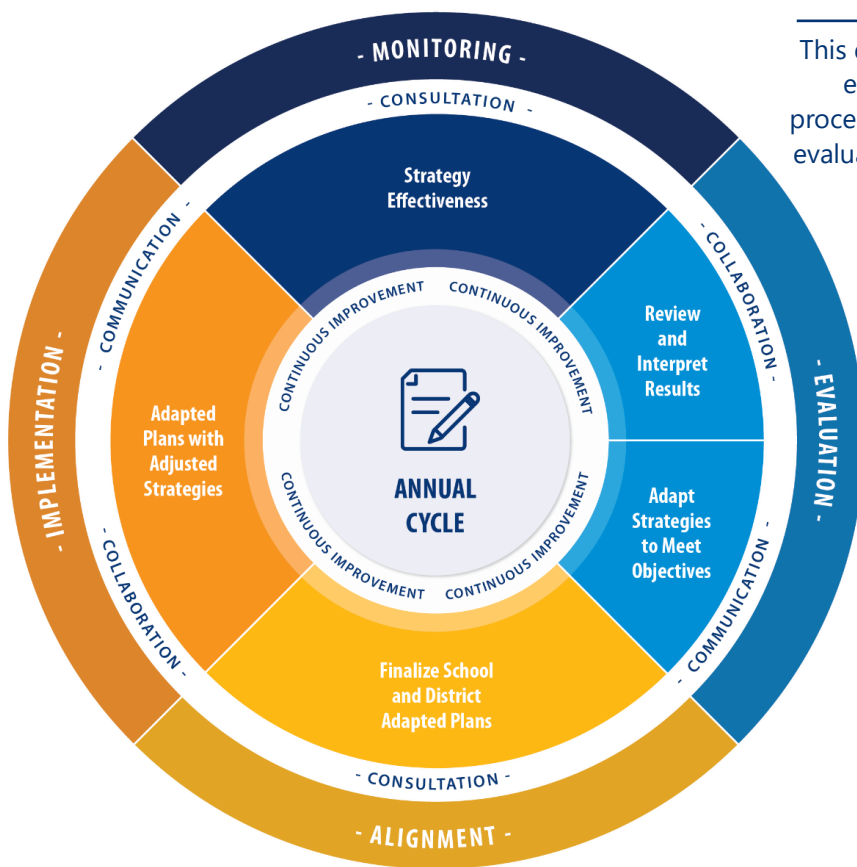 - MONITORING -
- CONSULTATION -
This
e
proce
evalua
Strategy
Effectiveness
- COMMUNICATION -
- COLLABORATION -
Review
and
Interpret
Results
CONTINUOUS IMPROVEMENT
CONTINUOUS IMPROVEMENT
- IMPLEMENTATION -
- EVALUATION -
Adapted
Plans with
Adjusted
Strategies
ANNUAL
CYCLE
Adapt
Strategies
to Meet
Objectives
CONTINUOUS IMPROVEMENT
CONTINUOUS IMPROVEMENT
- COLLABORATION -
- COMMUNICATION -
Finalize School
and District
Adapted Plans
- CONSULTATION -
- ALIGNMENT -